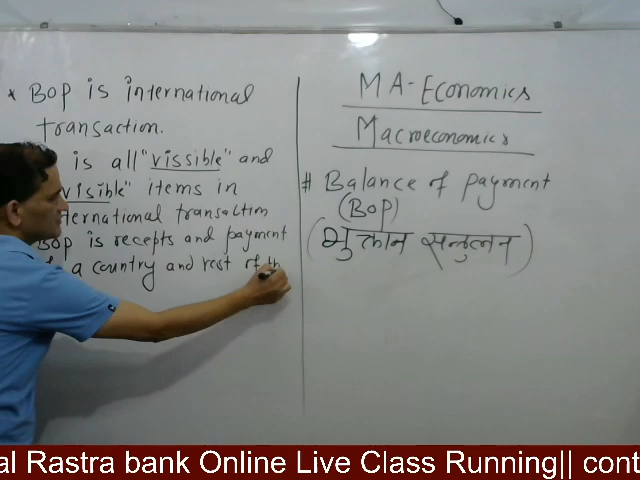 * BOP is international
transaction.
is all "vissible" and
visible" items in
ternational transaction
BOP is recepts and payment
a country and rest of th
MA-Economics
Macroeconomics
# Balance of payment
(BOP)
(भुक्तान सन्तुलन)
al Rastra bank Online Live Class Running|| cont